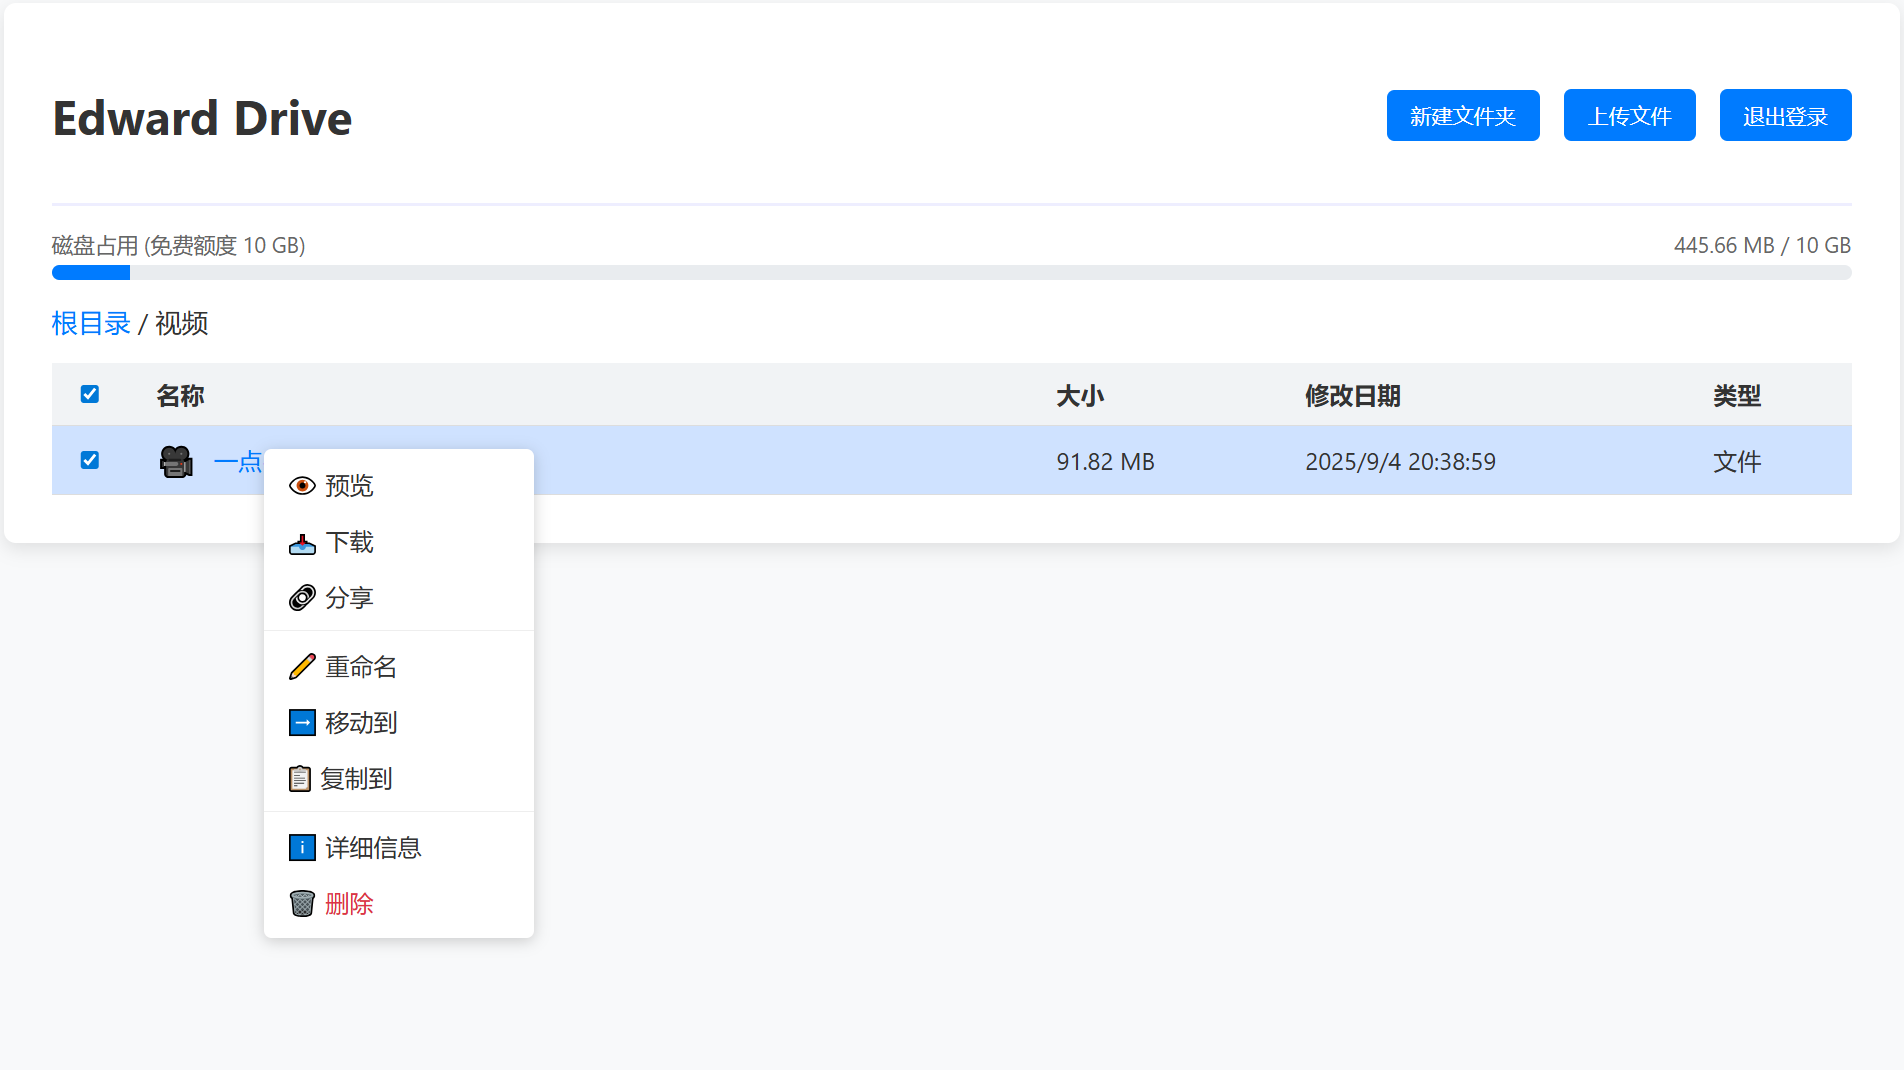 Edward Drive
新建文件夹 上传文件 退出登录
磁盘占用 (免费额度 10 GB) 445.66 MB / 10 GB
根目录 / 视频
名称 大小 修改日期 类型
一点 91.82 MB 2025/9/4 20:38:59 文件
预览
下载
分享
重命名
移动到
复制到
详细信息
删除